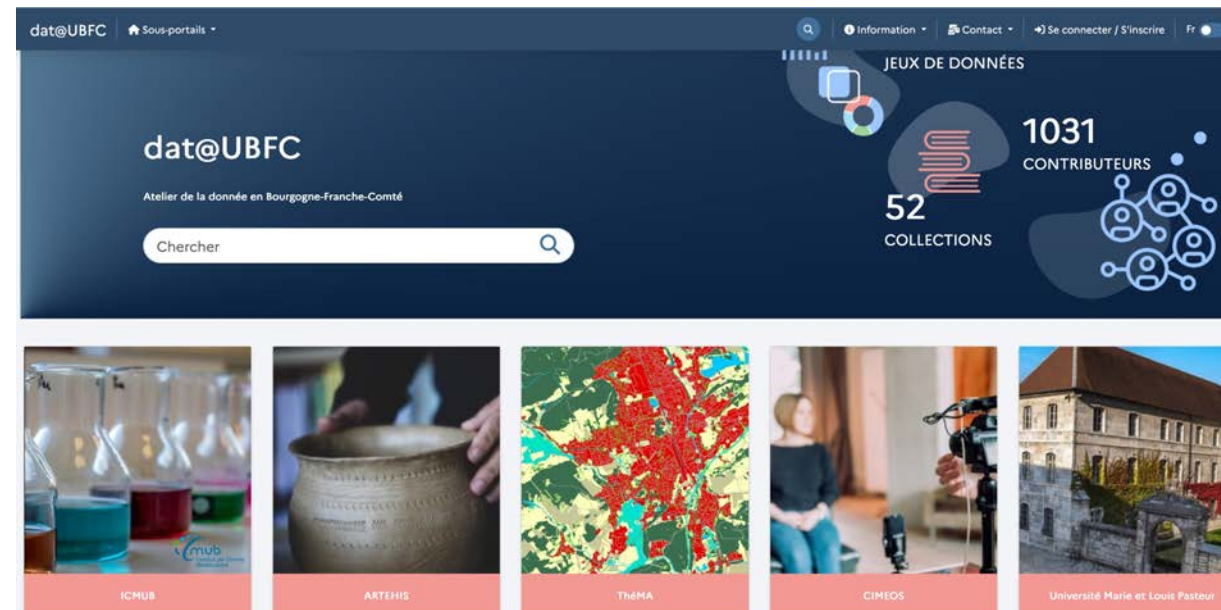 dat@UBFC
Sous-portails
Information
Contact
Se connecter / S'inscrire
Fr
JEUX DE DONNÉES
dat@UBFC
1031
CONTRIBUTEURS
Atelier de la donnée en Bourgogne-Franche-Comté
52
COLLECTIONS
Chercher
icmub
ICMUB
ARTEHIS
ThéMA
CIMEOS
Université Marie et Louis Pasteur